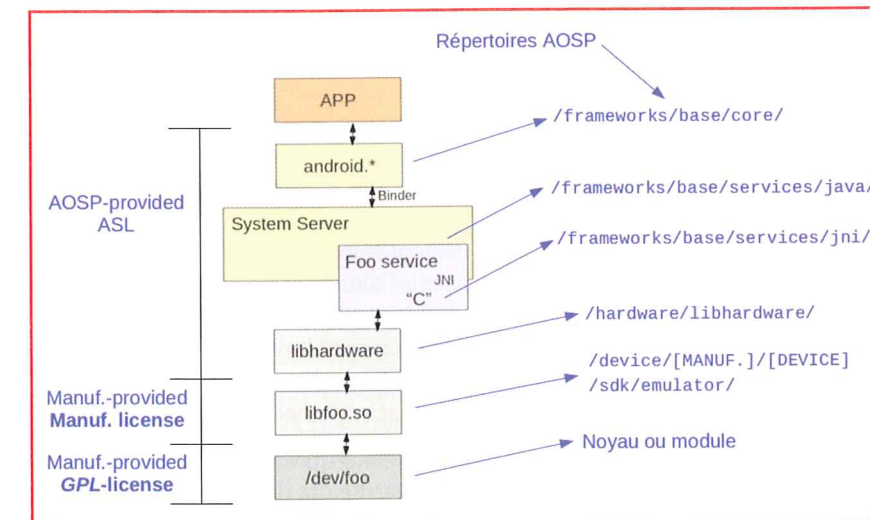 Répertoires AOSP
APP
/frameworks/base/core/
android.*
Binder
/frameworks/base/services/java/
AOSP-provided
ASL
System Server
/frameworks/base/services/jni/
Foo service
JNI
“C”
/hardware/libhardware/
libhardware
/device/[MANUF.]/[DEVICE]
/sdk/emulator/
Manuf.-provided
Manuf. license
libfoo.so
Noyau ou module
Manuf.-provided
GPL-license
/dev/foo